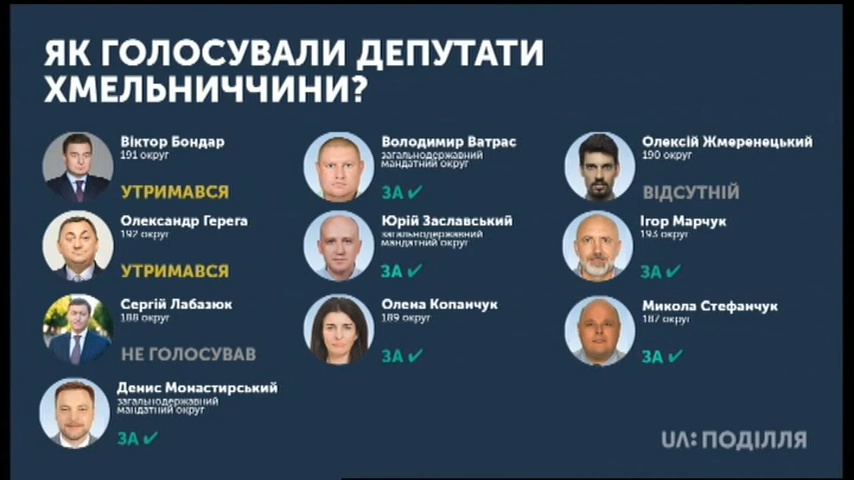 ЯК ГОЛОСУВАЛИ ДЕПУТАТИ
ХМЕЛЬНИЧЧИНИ?
Віктор Бондар
191 округ
УТРИМАВСЯ
Володимир Ватрас
загальнодержавний
мандатний округ
ЗА ✔
Олексій Жмеренецький
190 округ
ВІДСУТНІЙ
Олександр Герега
192 округ
УТРИМАВСЯ
Юрій Заславський
загальнодержавний
мандатний округ
ЗА ✔
Ігор Марчук
193 округ
ЗА ✔
Сергій Лабазюк
188 округ
НЕ ГОЛОСУВАВ
Олена Копанчук
189 округ
ЗА ✔
Микола Стефанчук
187 округ
ЗА ✔
Денис Монастирський
загальнодержавний
мандатний округ
ЗА ✔
UA: ПОДІЛЛЯ